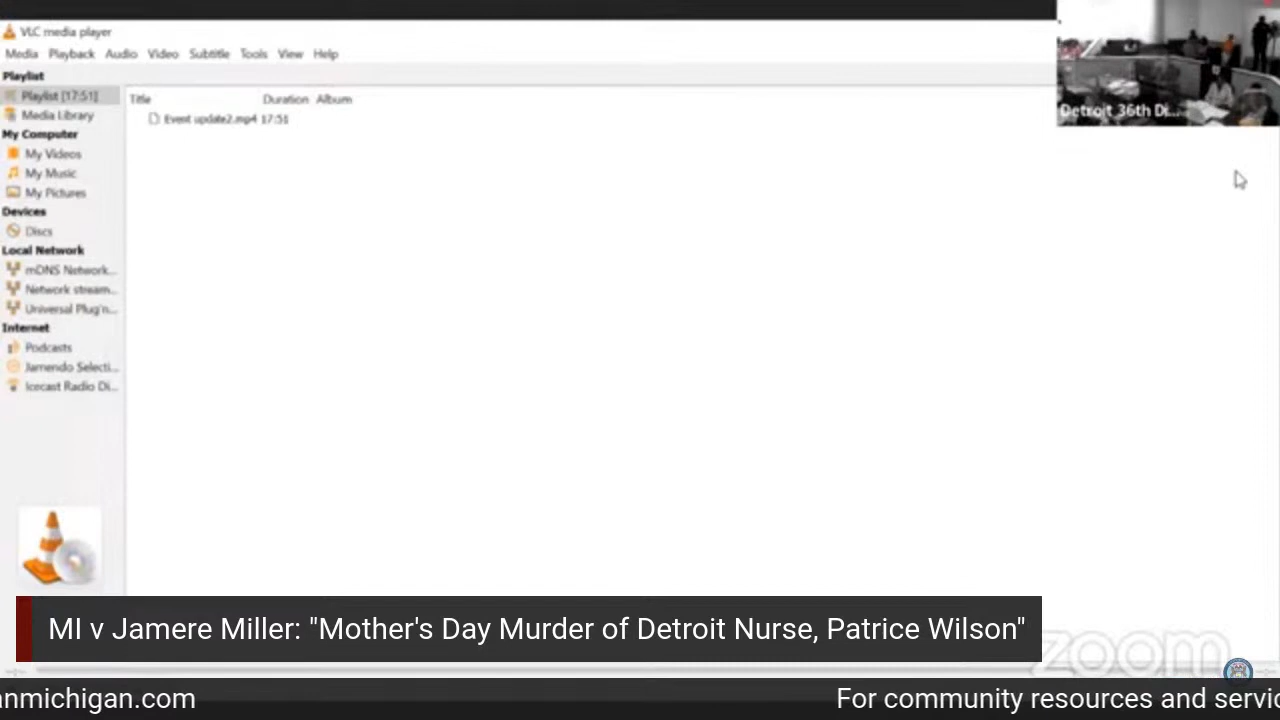 VLC media player
Media Playback Audio Video Subtitle Tools View Help
Playlist
Playlist [17:51]
Title Duration Album
Media Library
Event update2.mp4 17:51
My Computer
My Videos
My Music
My Pictures
Devices
Discs
Local Network
mDNS Network...
Network stream...
Universal Plug'n...
Internet
Podcasts
Jamendo Selecti...
Icecast Radio Di...
Detroit 36th Di...
MI v Jamere Miller: "Mother's Day Murder of Detroit Nurse, Patrice Wilson"
zoom
anmichigan.com
For community resources and servic